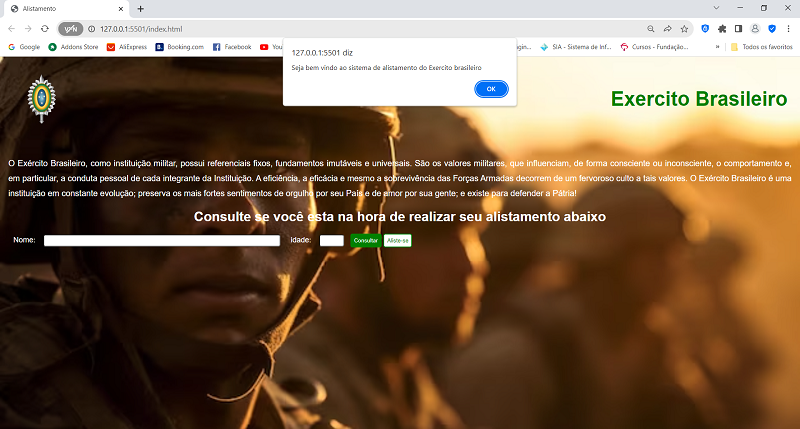 Alistamento
VPN
127.0.0.1:5501/index.html
Google Addons Store AliExpress Booking.com Facebook
SIA - Sistema de Inf... Cursos - Fundação... » Todos os favoritos
127.0.0.1:5501 diz
Seja bem vindo ao sistema de alistamento do Exercito brasileiro
OK
Exercito Brasileiro
O Exército Brasileiro, como instituição militar, possui referenciais fixos, fundamentos imutáveis e universais. São os valores militares, que influenciam, de forma consciente ou inconsciente, o comportamento e,
em particular, a conduta pessoal de cada integrante da Instituição. A eficiência, a eficácia e mesmo a sobrevivência das Forças Armadas decorrem de um fervoroso culto a tais valores. O Exército Brasileiro é uma
instituição em constante evolução; preserva os mais fortes sentimentos de orgulho por seu País e de amor por sua gente; e existe para defender a Pátria!
Consulte se você esta na hora de realizar seu alistamento abaixo
Nome: Idade: Consultar Aliste-se